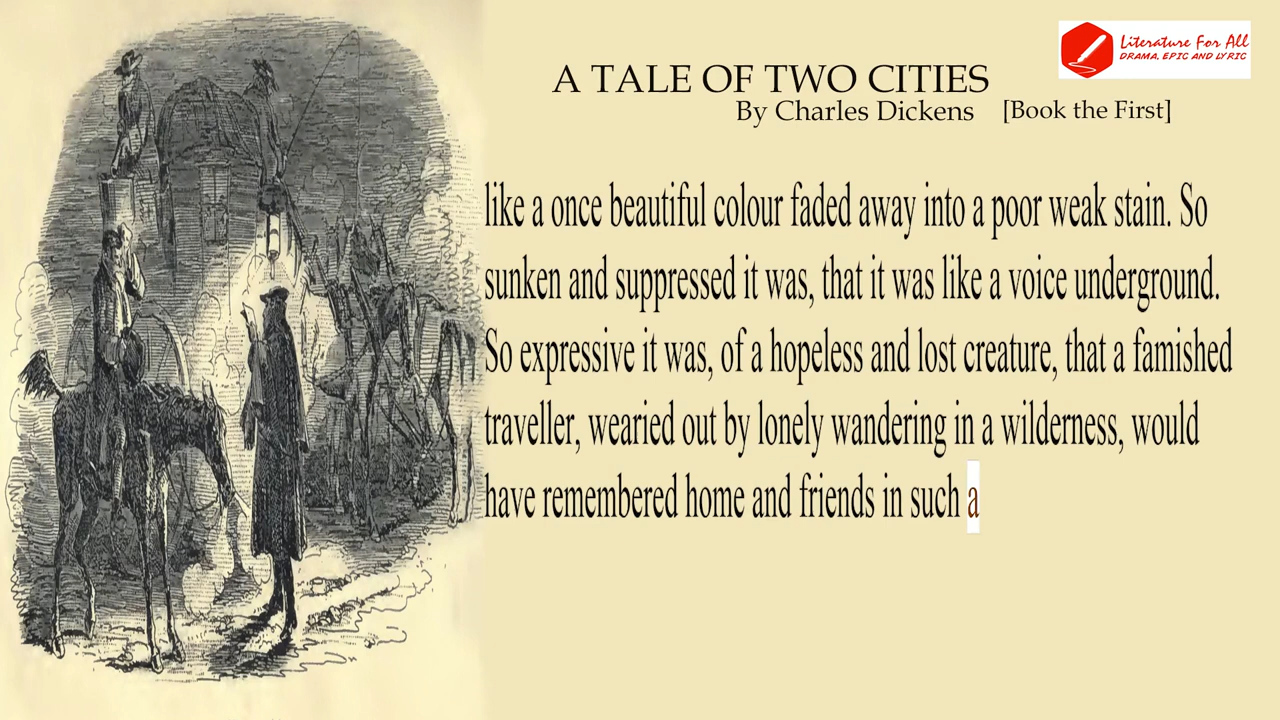 Literature For All
DRAMA, EPIC AND LYRIC
A TALE OF TWO CITIES
By Charles Dickens [Book the First]
like a once beautiful colour faded away into a poor weak stain. So
sunken and suppressed it was, that it was like a voice underground.
So expressive it was, of a hopeless and lost creature, that a famished
traveller, wearied out by lonely wandering in a wilderness, would
have remembered home and friends in such a